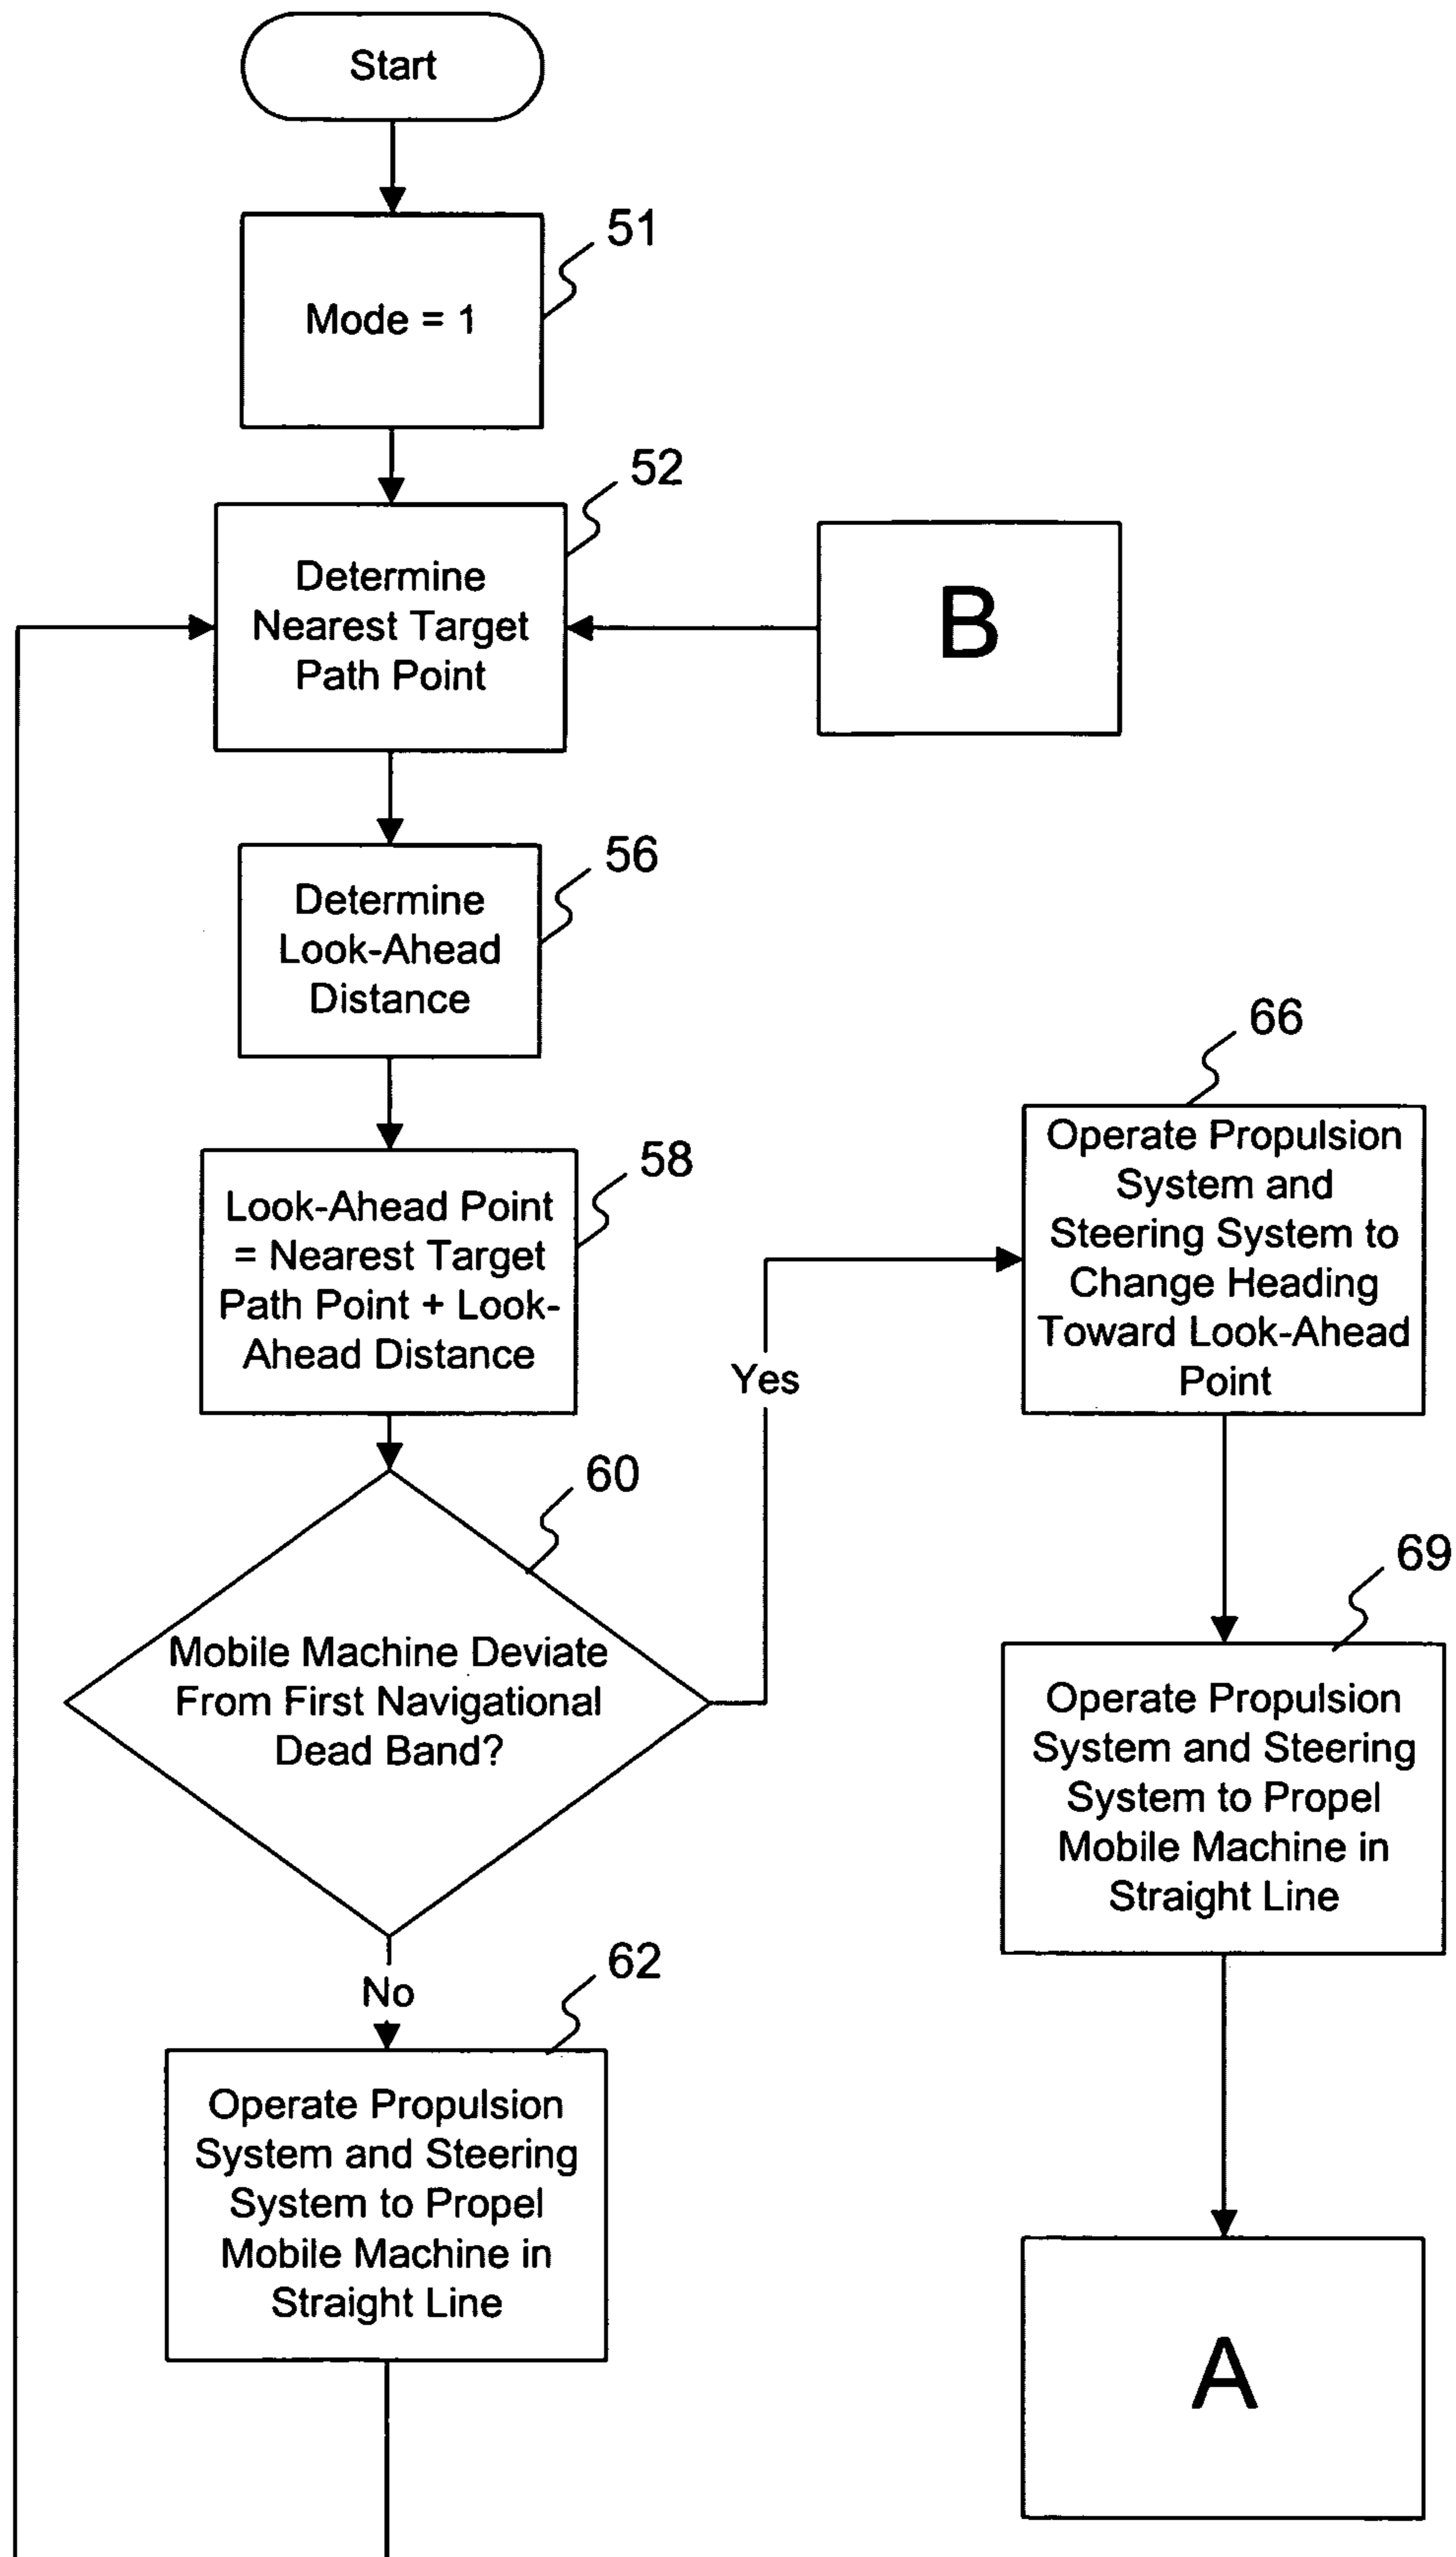 Start
51
Mode = 1
52
Determine
Nearest Target
Path Point
B
56
Determine
Look-Ahead
Distance
58
Look-Ahead Point
= Nearest Target
Path Point + Look-
Ahead Distance
66
Operate Propulsion
System and
Steering System to
Change Heading
Toward Look-Ahead
Point
Yes
60
Mobile Machine Deviate
From First Navigational
Dead Band?
69
Operate Propulsion
System and Steering
System to Propel
Mobile Machine in
Straight Line
No
62
Operate Propulsion
System and Steering
System to Propel
Mobile Machine in
Straight Line
A